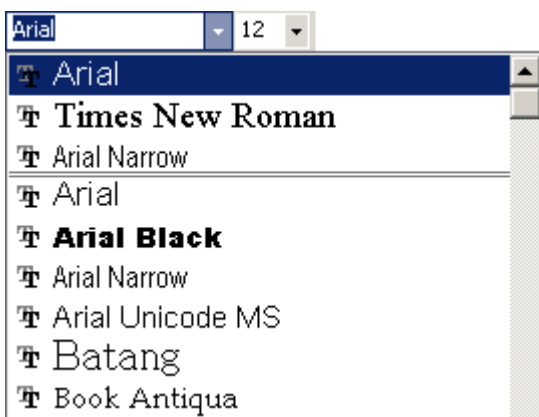 Arial 12
Arial
Times New Roman
Arial Narrow
Arial
Arial Black
Arial Narrow
Arial Unicode MS
Batang
Book Antiqua